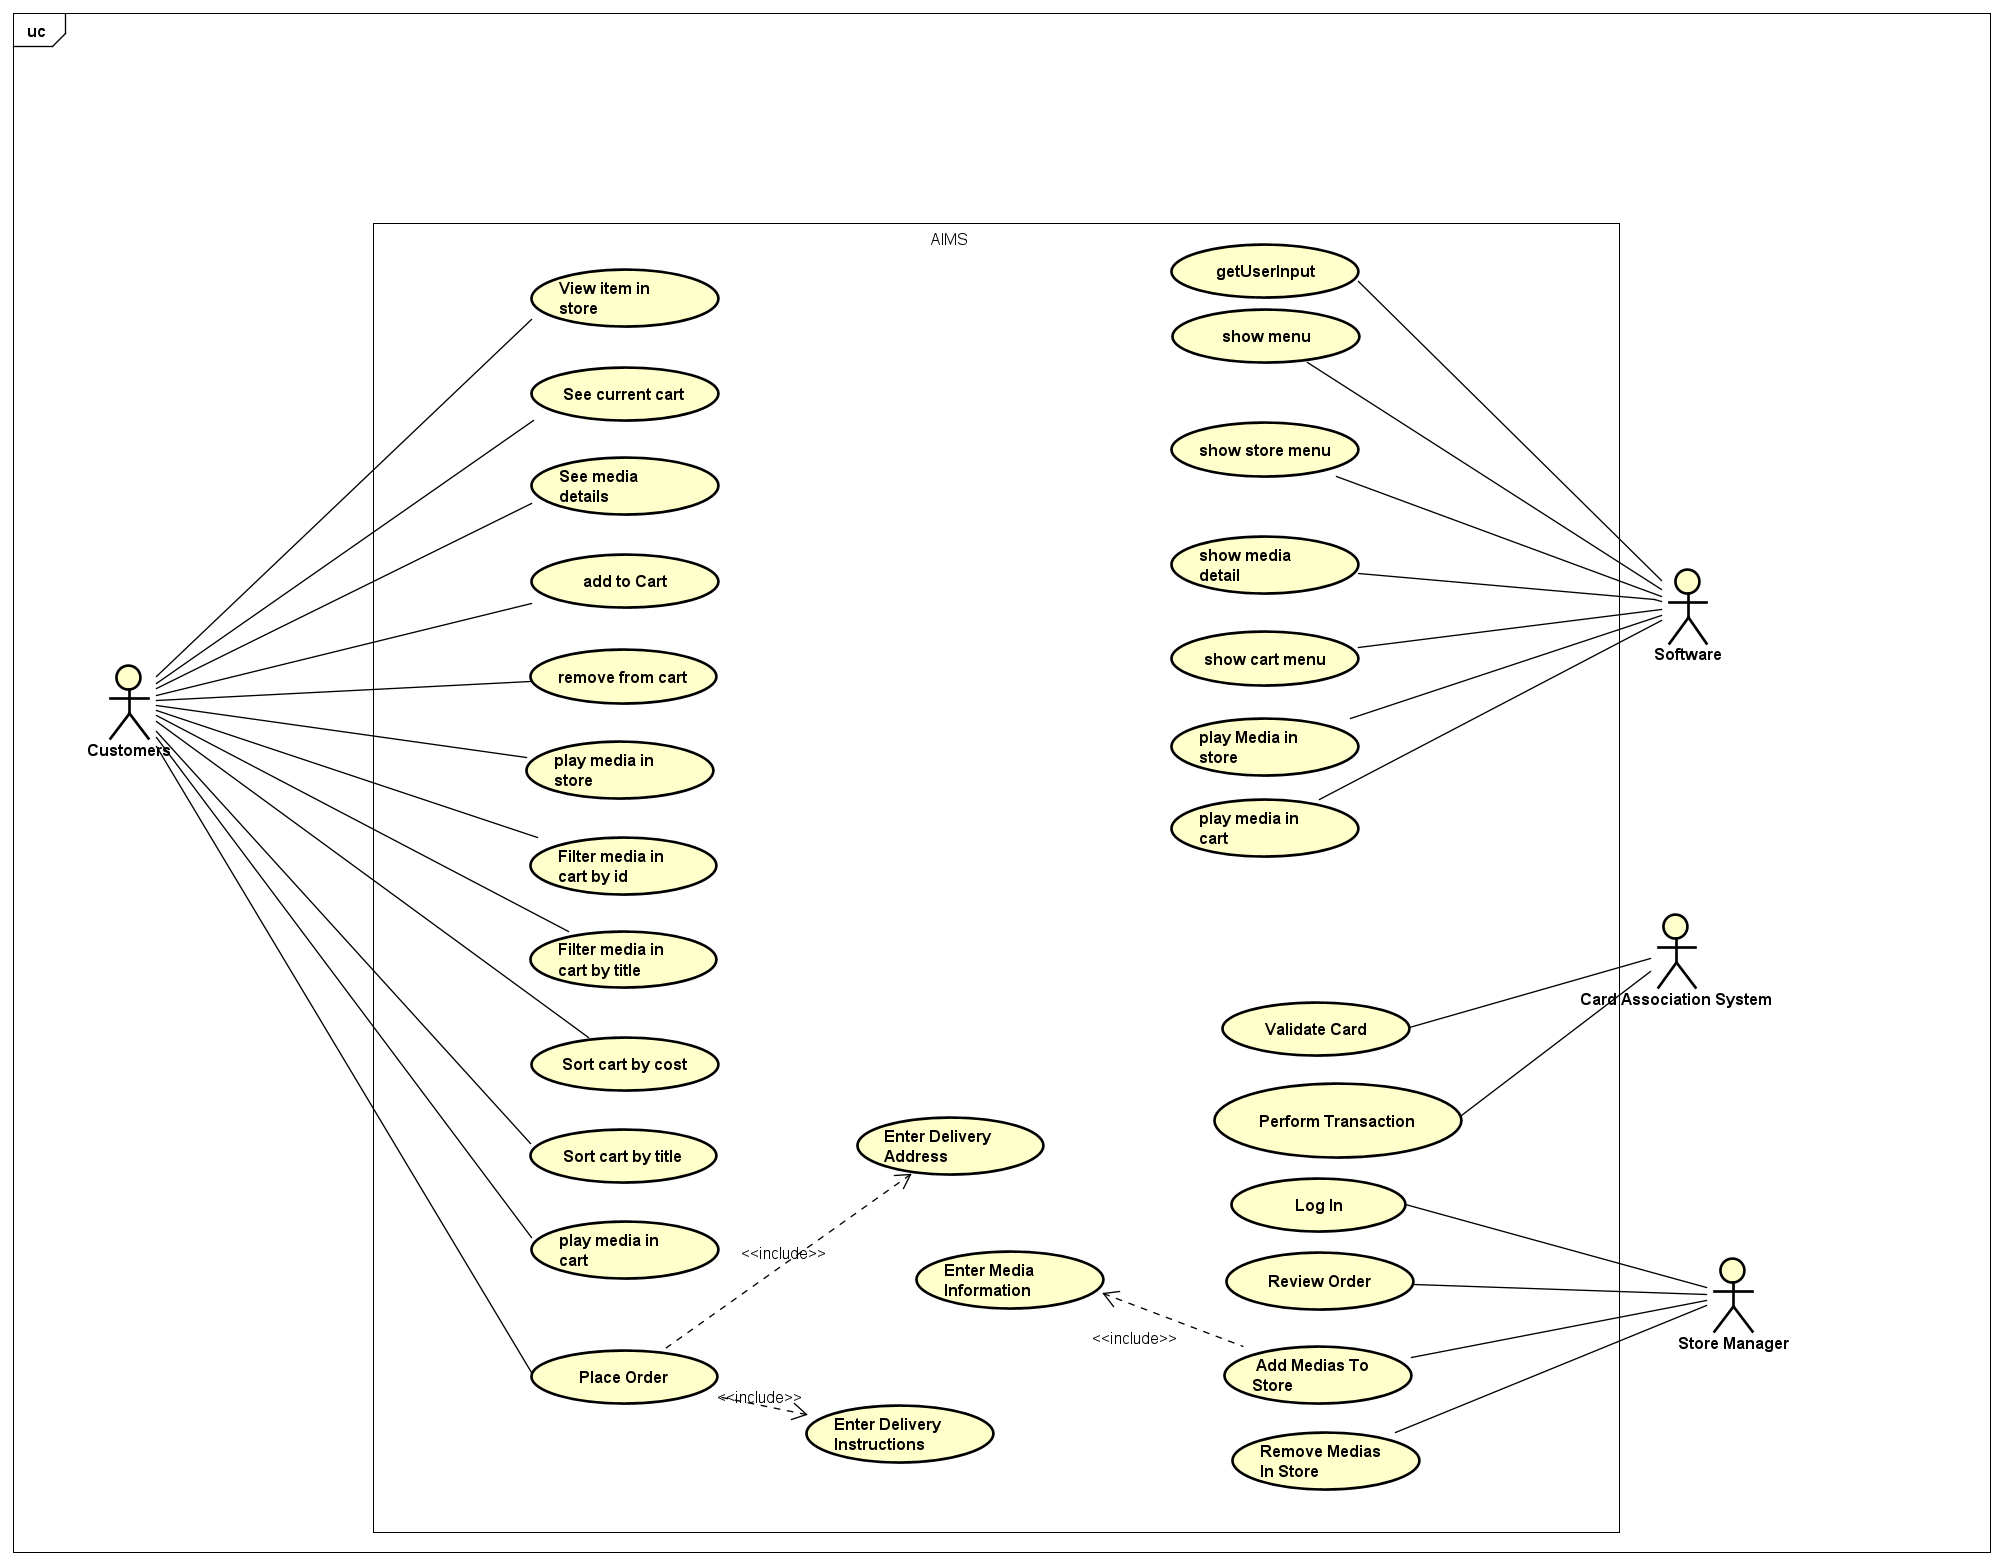 uc
AIMS
View item in
store
See current cart
See media
details
add to Cart
remove from cart
play media in
store
Filter media in
cart by id
Filter media in
cart by title
Sort cart by cost
Sort cart by title
play media in
cart
Place Order
Customers
Enter Delivery
Address
<<include>>
<<include>>
Enter Delivery
Instructions
Enter Media
Information
<<include>>
getUserInput
show menu
show store menu
show media
detail
show cart menu
play Media in
store
play media in
cart
Software
Card Association System
Validate Card
Perform Transaction
Log In
Review Order
Add Medias To
Store
Remove Medias
In Store
Store Manager